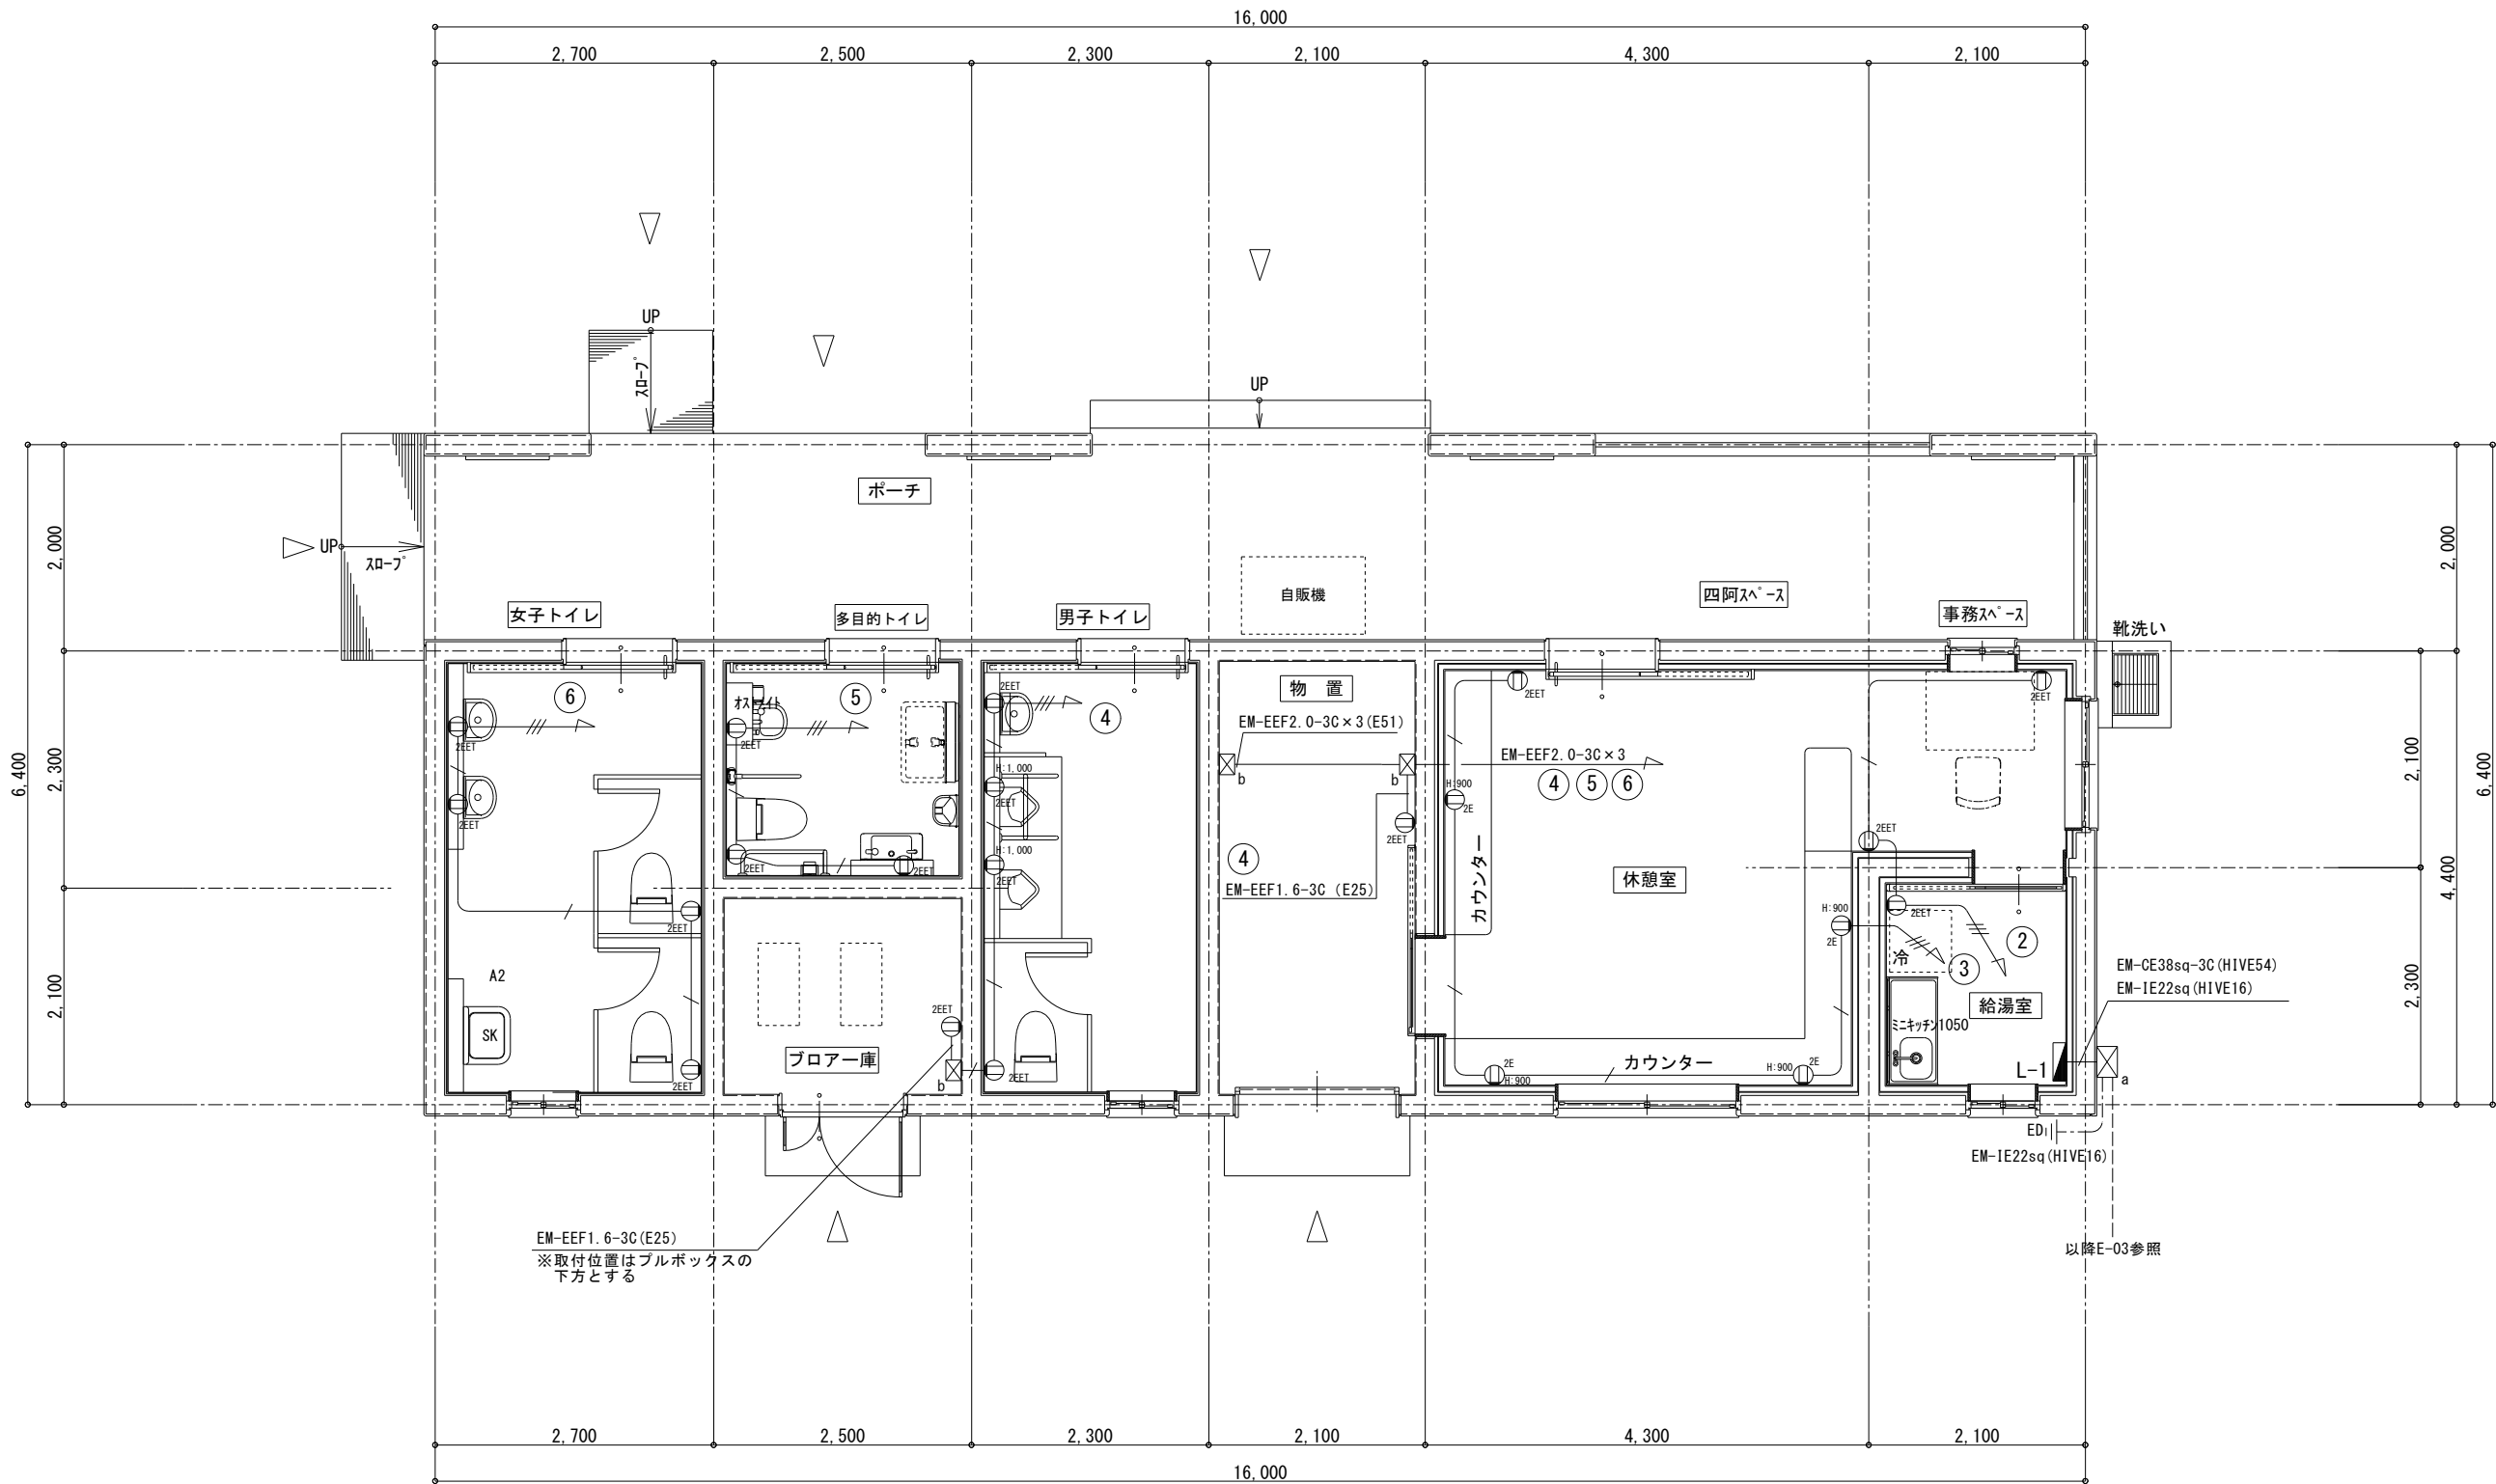 16,000
2,700
2,500
2,300
2,100
4,300
2,100
UP
スロープ
UP
ポーチ
UP
スロープ
2,000
2,300
2,100
6,400
2,000
2,100
2,300
4,400
6,400
自販機
四阿スペース
事務スペース
女子トイレ
多目的トイレ
男子トイレ
靴洗い
物 置
⑥
⑤
④
オストメイト
2EET
2EET
2EET
2EET
2EET
2EET
2EET
EM-EEF2.0-3C×3(E51)
EM-EEF2.0-3C×3
④ ⑤ ⑥
b
b
H:1,000
2EET
H:900
2E
2EET
2EET
H:1,000
2EET
2EET
2EET
④
EM-EEF1.6-3C (E25)
カウンター
休憩室
H:900
2E
2EET
②
③
冷
2EET
A2
SK
2EET
EM-CE38sq-3C(HIVE54)
EM-IE22sq(HIVE16)
給湯室
ミニキッチン1050
2EET
ブロアー庫
b
2EET
カウンター
2E
H:900
H:900
2E
L-1
a
ED
EM-IE22sq(HIVE16)
EM-EEF1.6-3C(E25)
※取付位置はプルボックスの
下方とする
以降E-03参照
2,700
2,500
2,300
2,100
4,300
2,100
16,000